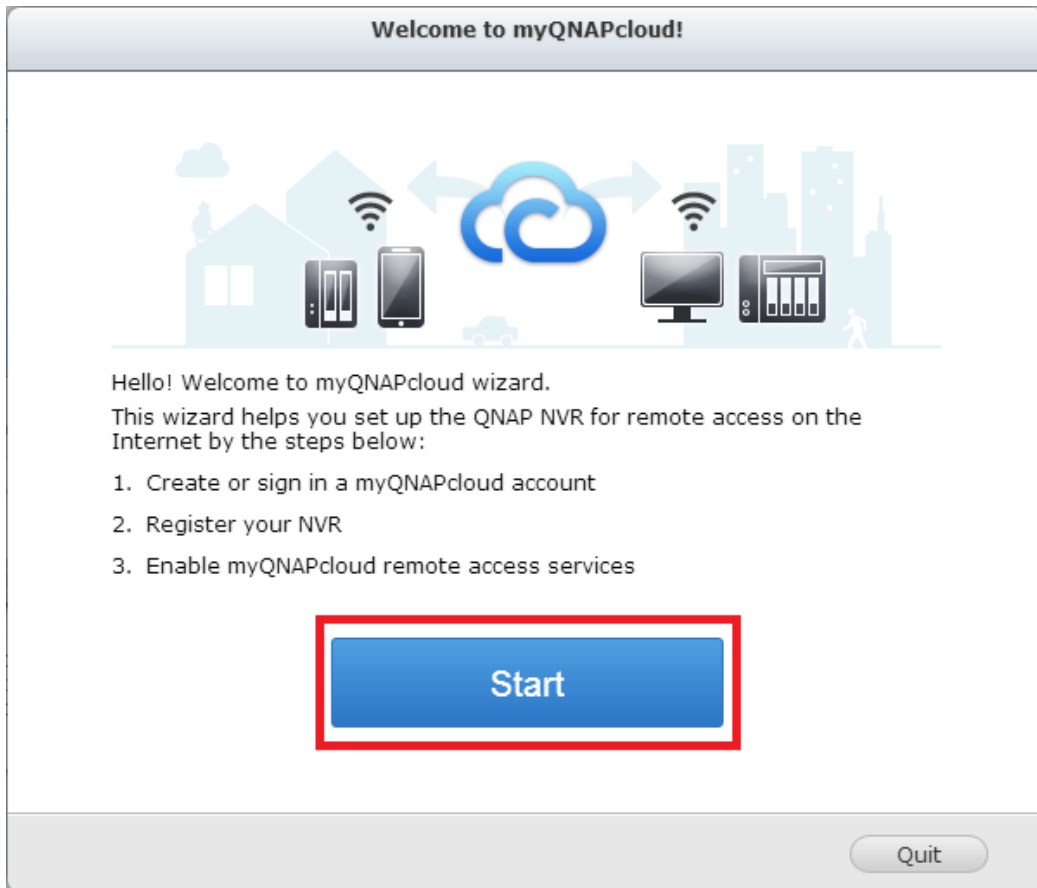 Welcome to myQNAPcloud!
Hello! Welcome to myQNAPcloud wizard.
This wizard helps you set up the QNAP NVR for remote access on the
Internet by the steps below:
1. Create or sign in a myQNAPcloud account
2. Register your NVR
3. Enable myQNAPcloud remote access services
Start
Quit